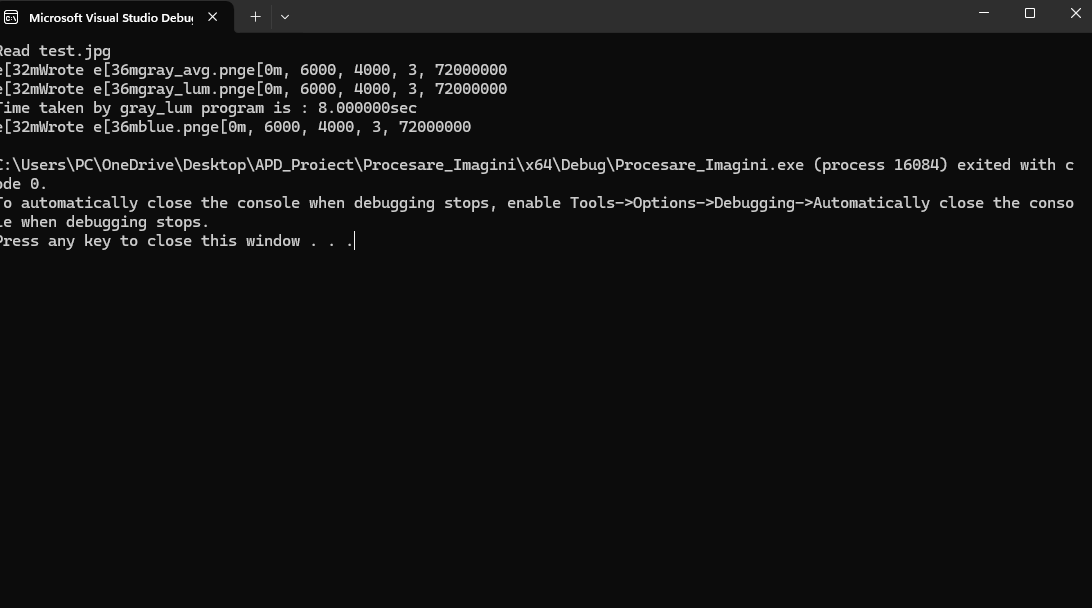 Microsoft Visual Studio Debu
Read test.jpg
e[32mWrote e[36mgray_avg.pnge[0m, 6000, 4000, 3, 72000000
e[32mWrote e[36mgray_lum.pnge[0m, 6000, 4000, 3, 72000000
Time taken by gray_lum program is : 8.000000sec
e[32mWrote e[36mblue.pnge[0m, 6000, 4000, 3, 72000000
C:\Users\PC\OneDrive\Desktop\APD_Proiect\Procesare_Imagini\x64\Debug\Procesare_Imagini.exe (process 16084) exited with c
ode 0.
To automatically close the console when debugging stops, enable Tools->Options->Debugging->Automatically close the conso
le when debugging stops.
Press any key to close this window . . .